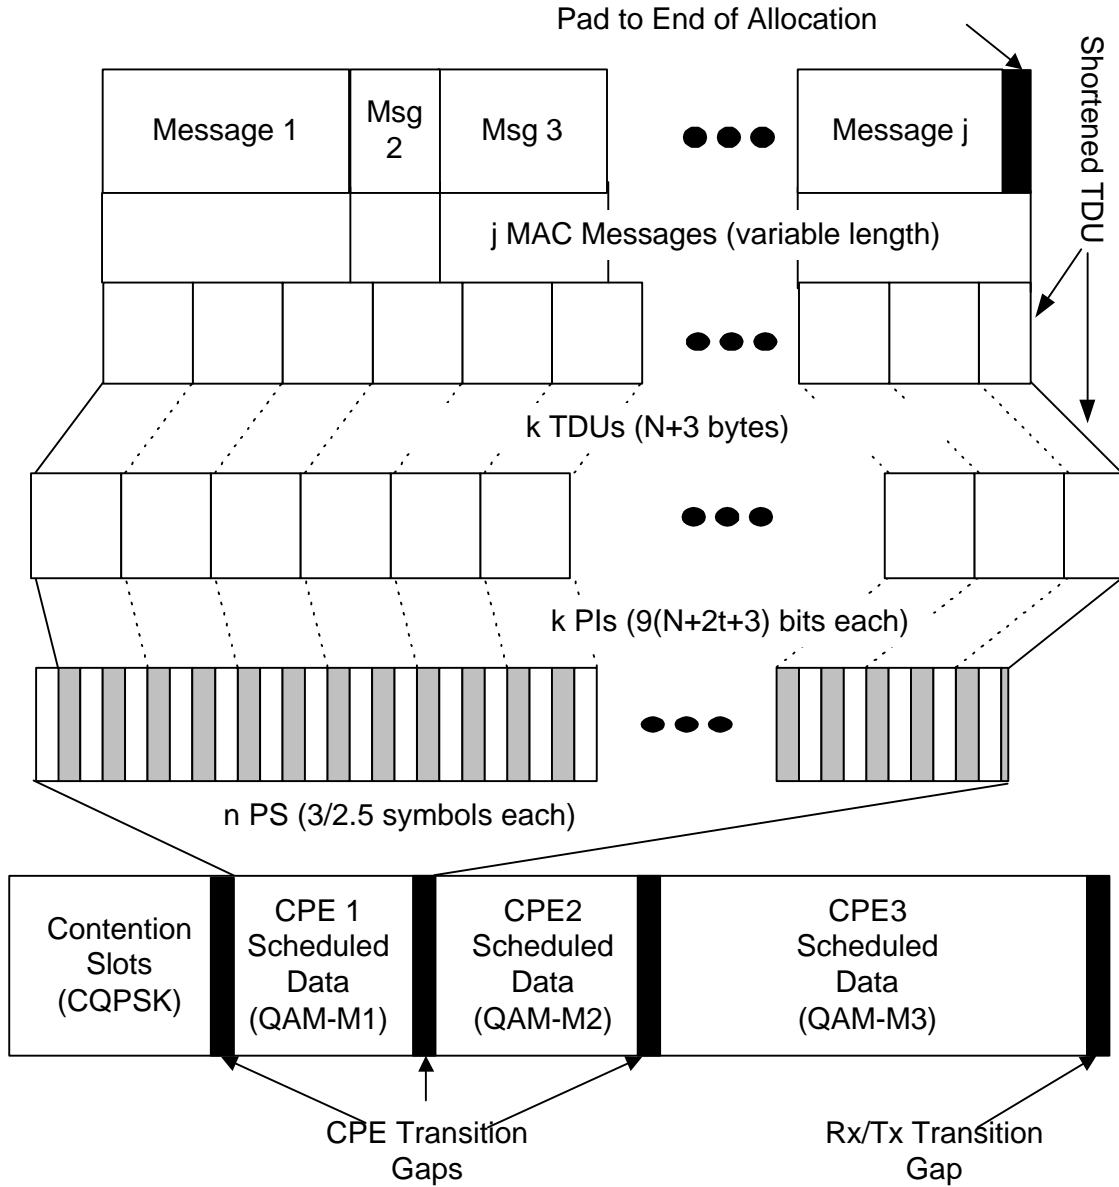 Pad to End of Allocation
Shortened TDU
Message 1
Msg
2
Msg 3
Message j
j MAC Messages (variable length)
k TDUs (N+3 bytes)
k PIs (9(N+2t+3) bits each)
n PS (3/2.5 symbols each)
Contention
Slots
(CQPSK)
CPE 1
Scheduled
Data
(QAM-M1)
CPE2
Scheduled
Data
(QAM-M2)
CPE3
Scheduled
Data
(QAM-M3)
CPE Transition
Gaps
Rx/Tx Transition
Gap